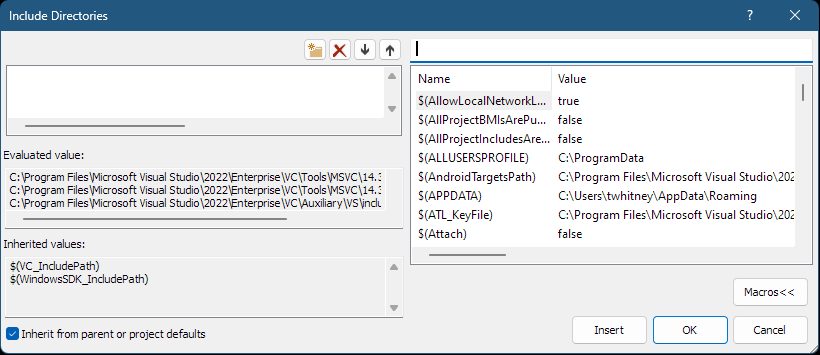 Include Directories
?
Evaluated value:
C:\Program Files\Microsoft Visual Studio\2022\Enterprise\VC\Tools\MSVC\14.3
C:\Program Files\Microsoft Visual Studio\2022\Enterprise\VC\Tools\MSVC\14.3
C:\Program Files\Microsoft Visual Studio\2022\Enterprise\VC\Auxiliary\VS\inclu
Inherited values:
$(VC_IncludePath)
$(WindowsSDK_IncludePath)
Inherit from parent or project defaults
Name Value
$(AllowLocalNetworkL... true
$(AllProjectBMIsArePu... false
$(AllProjectIncludesAre... false
$(ALLUSERSPROFILE) C:\ProgramData
$(AndroidTargetsPath) C:\Program Files\Microsoft Visual Studio\202
$(APPDATA) C:\Users\twhitney\AppData\Roaming
$(ATL_KeyFile) C:\Program Files\Microsoft Visual Studio\202
$(Attach) false
Macros<<
Insert OK Cancel